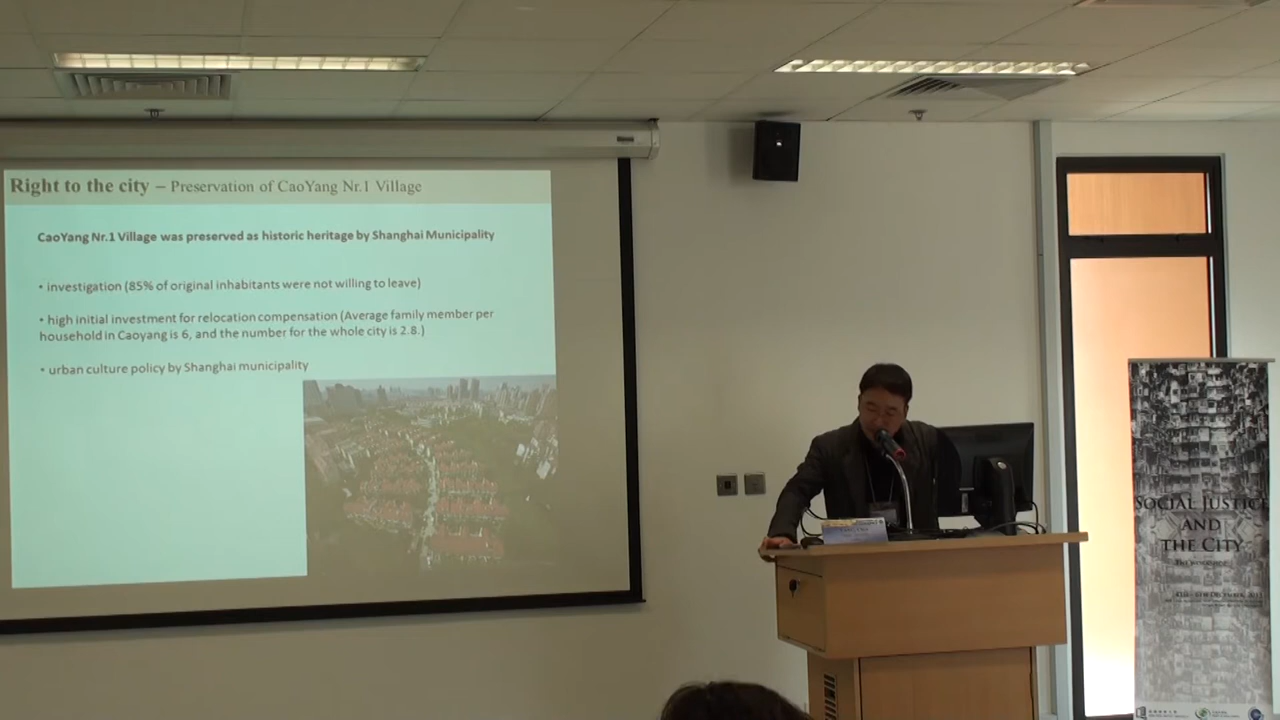 Right to the city – Preservation of CaoYang Nr.1 Village
CaoYang Nr.1 Village was preserved as historic heritage by Shanghai Municipality
• investigation (85% of original inhabitants were not willing to leave)
• high initial investment for relocation compensation (Average family member per
household in Caoyang is 6, and the number for the whole city is 2.8.)
• urban culture policy by Shanghai municipality
SOCIAL JUSTICE
AND
THE CITY